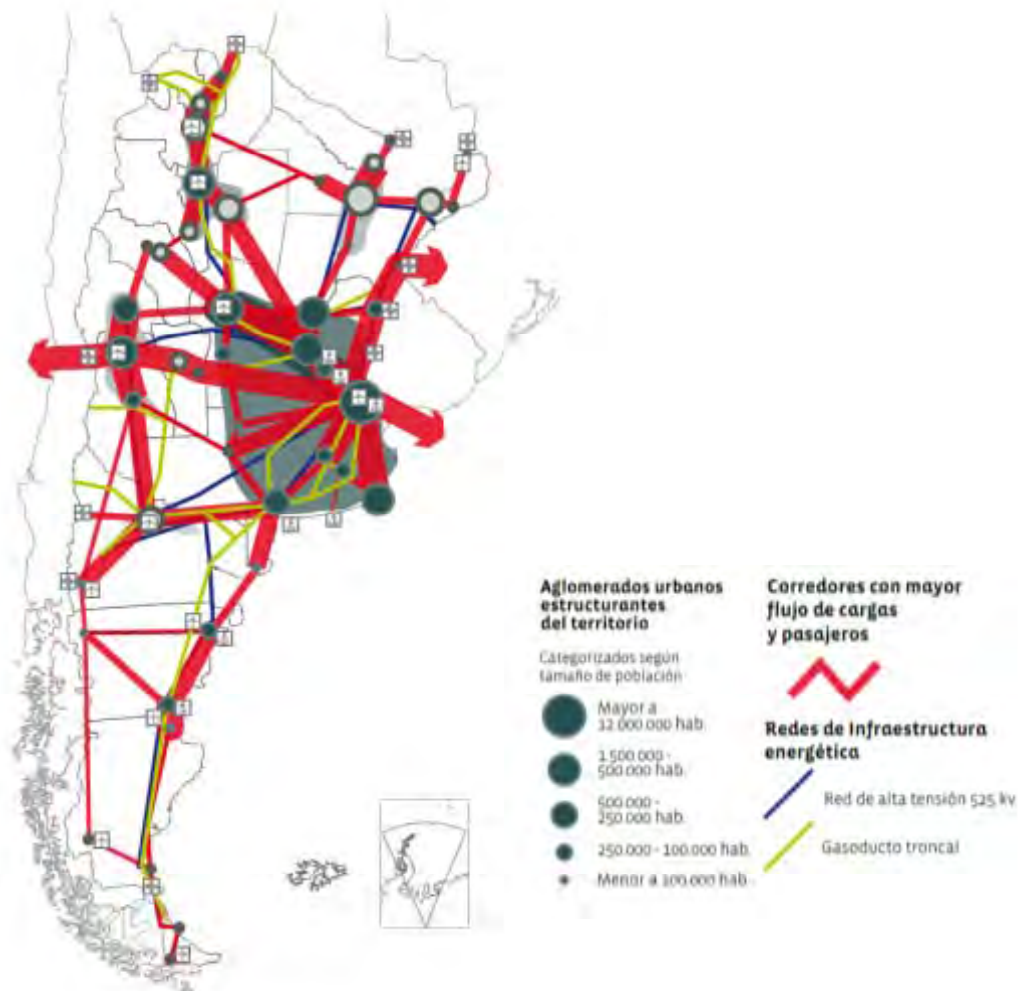 Aglomerados urbanos
estructurantes
del territorio
Categorizados según
tamaño de población
Mayor a
12 000 000 hab.
1 500 000 -
500 000 hab.
500 000 -
250 000 hab.
250 000 - 100 000 hab.
Menor a 100 000 hab.
Corredores con mayor
flujo de cargas
y pasajeros
Redes de Infraestructura
energética
Red de alta tensión 525 kv
Gasoducto troncal